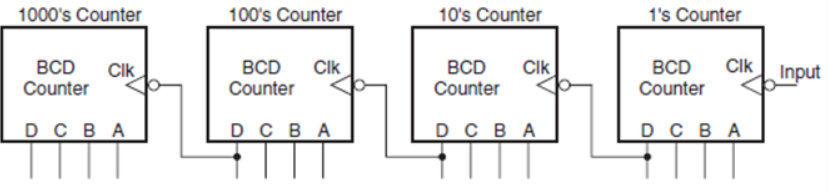 1000's Counter 100's Counter 10's Counter 1's Counter
BCD Counter Clk BCD Counter Clk BCD Counter Clk BCD Counter Clk Input
D C B A D C B A D C B A D C B A